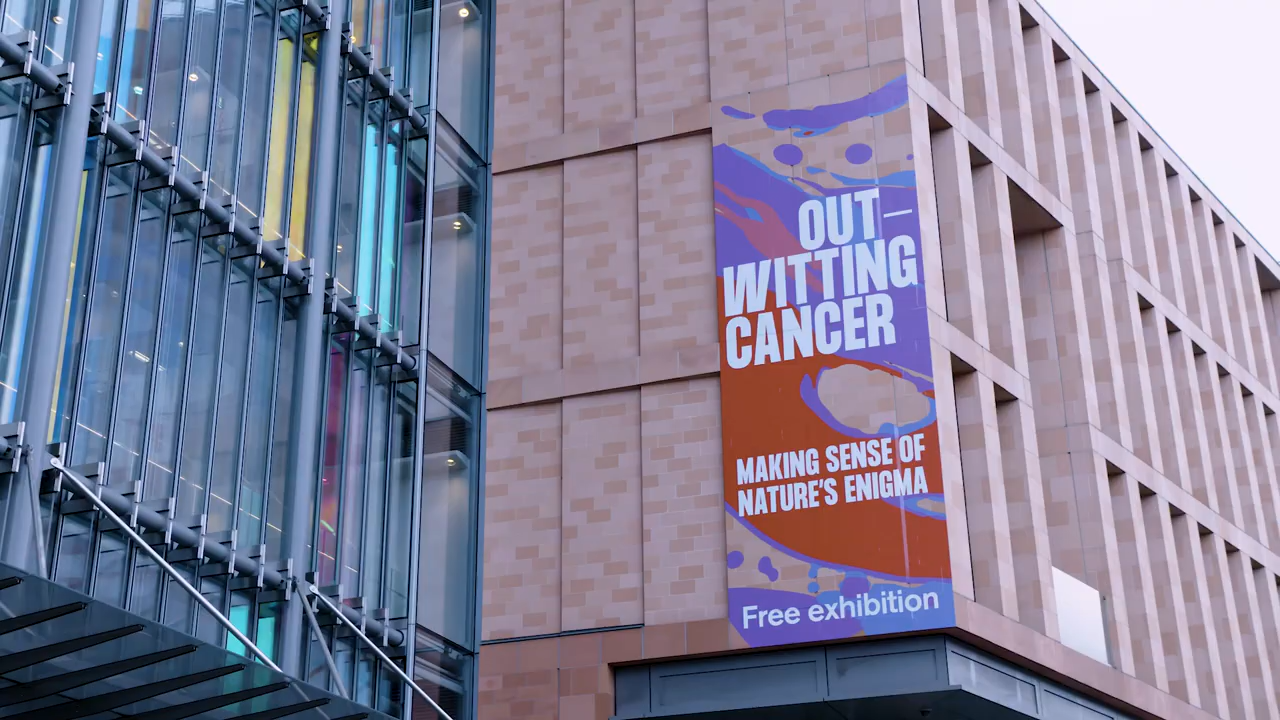 OUT—
WITTING
CANCER
MAKING SENSE OF
NATURE'S ENIGMA
Free exhibition